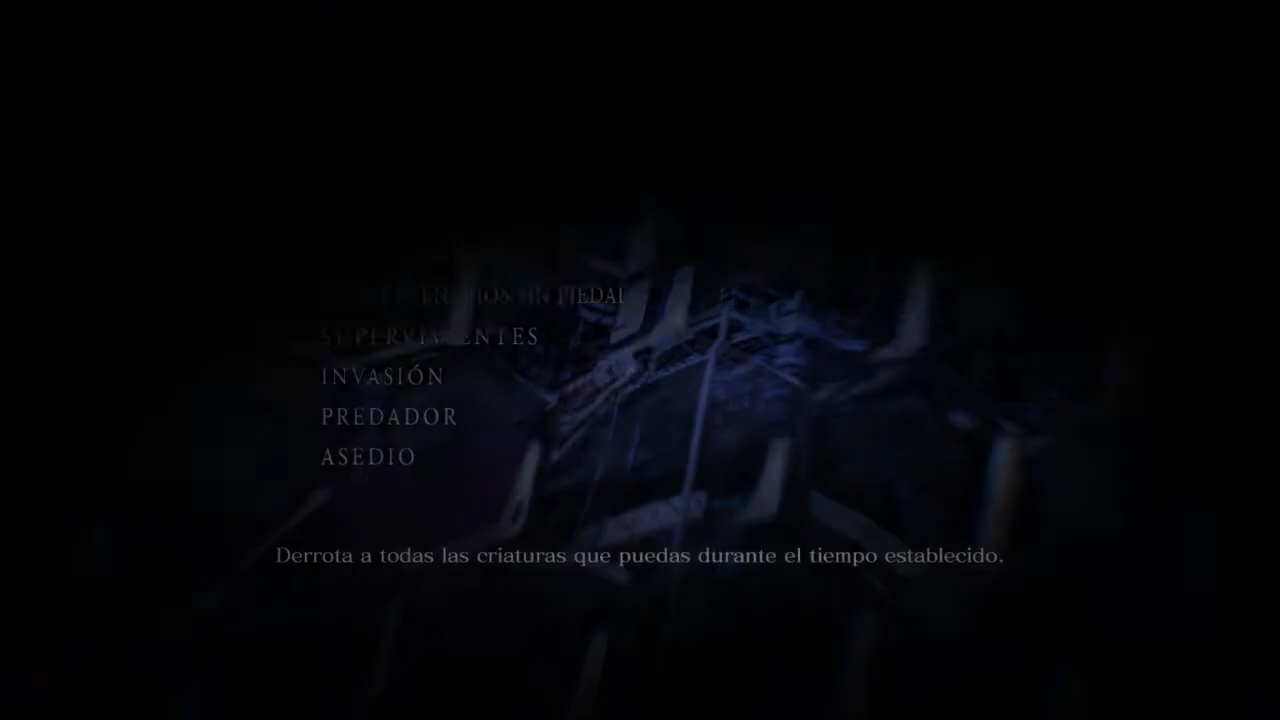 SUPERVIVIENTES
INVASIÓN
PREDADOR
ASEDIO
Derrota a todas las criaturas que puedas durante el tiempo establecido.